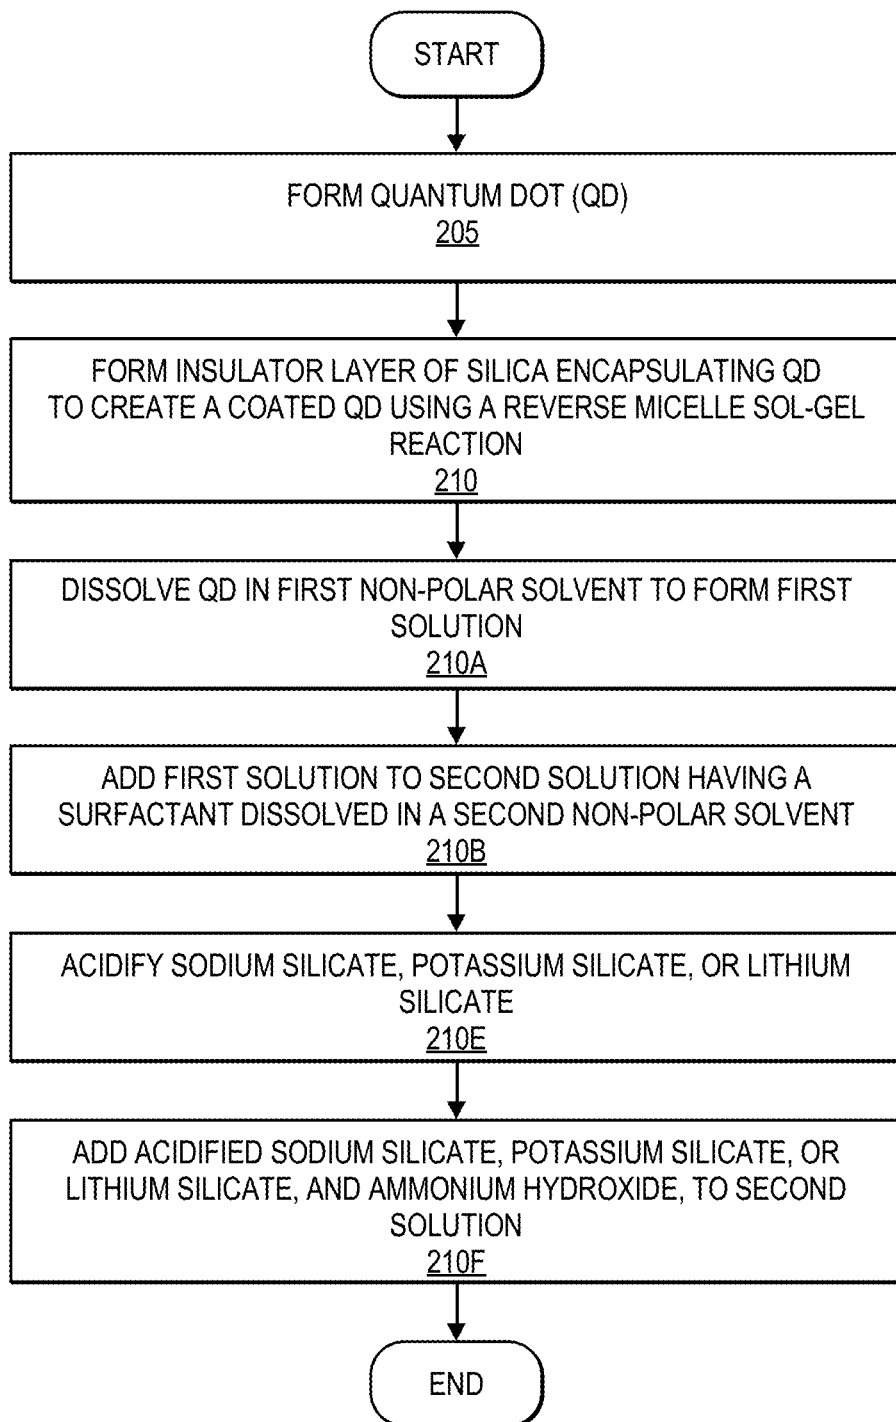 START
FORM QUANTUM DOT (QD)
205
FORM INSULATOR LAYER OF SILICA ENCAPSULATING QD
TO CREATE A COATED QD USING A REVERSE MICELLE SOL-GEL
REACTION
210
DISSOLVE QD IN FIRST NON-POLAR SOLVENT TO FORM FIRST
SOLUTION
210A
ADD FIRST SOLUTION TO SECOND SOLUTION HAVING A
SURFACTANT DISSOLVED IN A SECOND NON-POLAR SOLVENT
210B
ACIDIFY SODIUM SILICATE, POTASSIUM SILICATE, OR LITHIUM
SILICATE
210E
ADD ACIDIFIED SODIUM SILICATE, POTASSIUM SILICATE, OR
LITHIUM SILICATE, AND AMMONIUM HYDROXIDE, TO SECOND
SOLUTION
210F
END